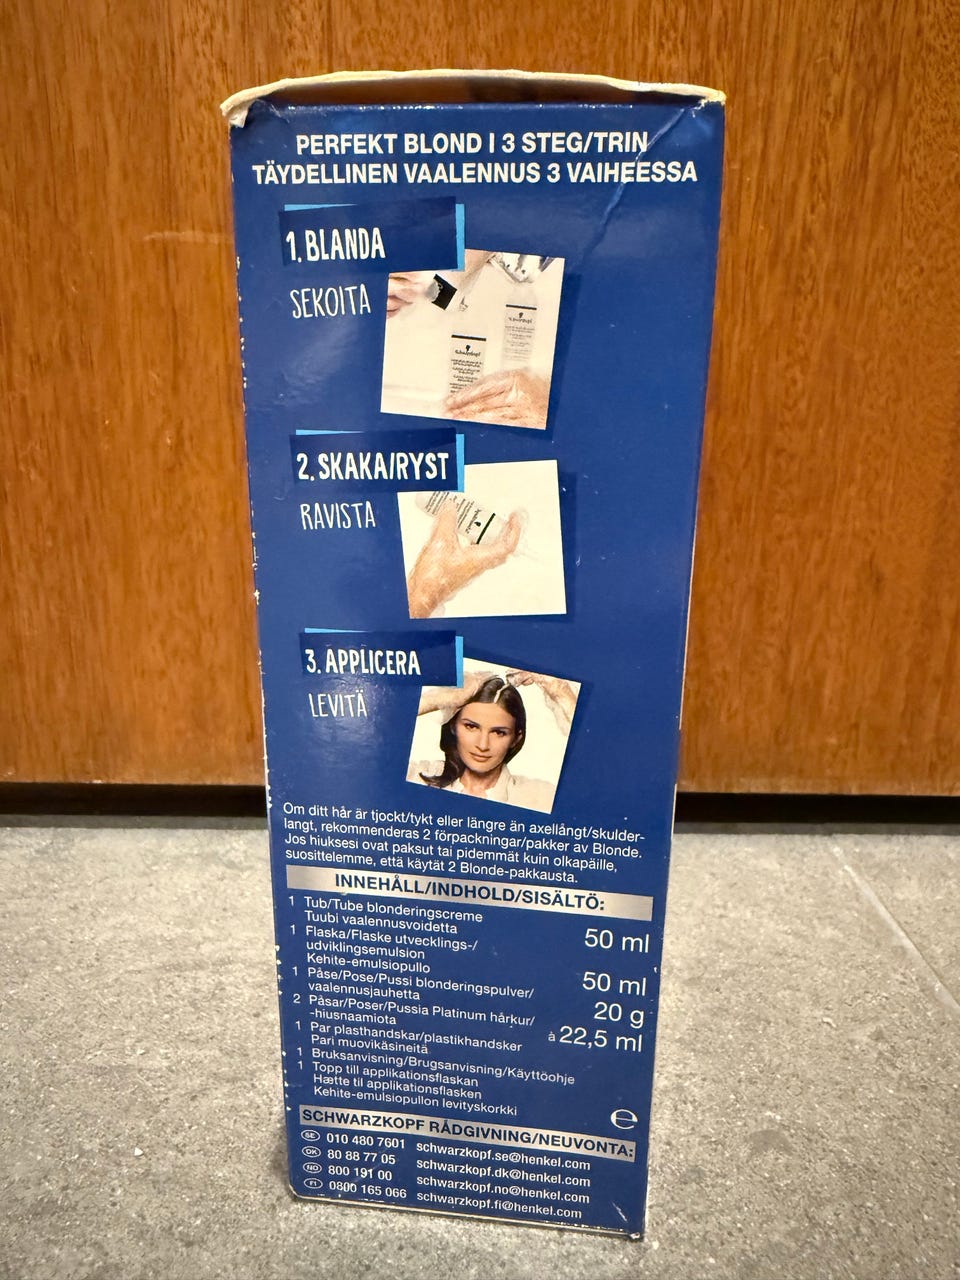 PERFEKT BLOND I 3 STEG/TRIN
TÄYDELLINEN VAALENNUS 3 VAIHEESSA
1. BLANDA
SEKOITA
Schwarzkopf
Schwarzkopf
2. SKAKA/RYST
RAVISTA
3. APPLICERA
LEVITÄ
Om ditt hår är tjockt/tykt eller längre än axellångt/skulder-
langt, rekommenderas 2 förpackningar/pakker av Blonde.
Jos hiuksesi ovat paksut tai pidemmät kuin olkapäille,
suosittelemme, että käytät 2 Blonde-pakkausta.
INNEHÅLL/INDHOLD/SISÄLTÖ:
1 Tub/Tube blonderingscreme
Tuubi vaalennusvoidetta 50 ml
1 Flaska/Flaske utvecklings-/
udviklingsemulsion
Kehite-emulsiopullo 50 ml
1 Påse/Pose/Pussi blonderingspulver/
vaalennusjauhetta 20 g
2 Påsar/Poser/Pussia Platinum hårkur/
-hiusnaamiota à 22,5 ml
1 Par plasthandskar/plastikhandsker
Pari muovikäsineitä
1 Bruksanvisning/Brugsanvisning/Käyttöohje
1 Topp till applikationsflaskan
Hætte til applikationsflasken
Kehite-emulsiopullon levityskorkki
e
SCHWARZKOPF RÅDGIVNING/NEUVONTA:
SE 010 480 7601 schwarzkopf.se@henkel.com
DK 80 88 77 05 schwarzkopf.dk@henkel.com
NO 800 191 00 schwarzkopf.no@henkel.com
FI 0800 165 066 schwarzkopf.fi@henkel.com